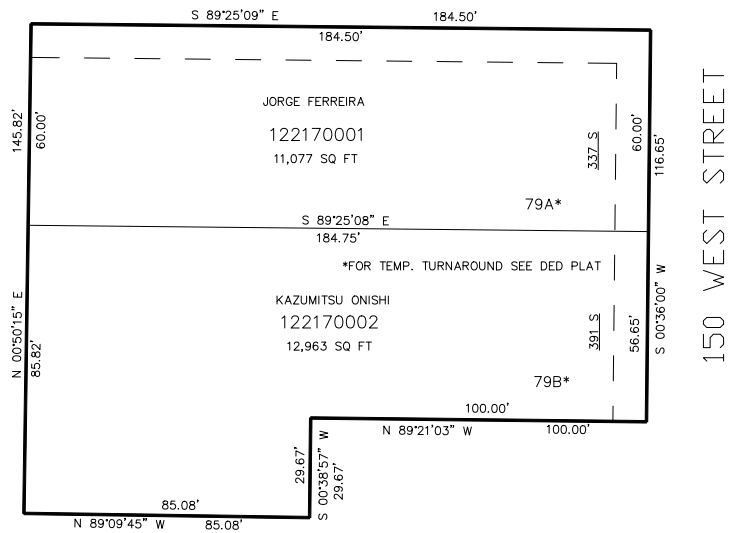 S 89°25'09" E 184.50'
184.50'
145.82'
60.00'
JORGE FERREIRA
122170001
11,077 SQ FT
337 S
60.00'
116.65'
79A*
S 89°25'08" E
184.75'
*FOR TEMP. TURNAROUND SEE DED PLAT
KAZUMITSU ONISHI
122170002
12,963 SQ FT
391 S
56.65'
S 00°36'00" W
150 WEST STREET
N 00°50'15" E
85.82'
79B*
100.00'
N 89°21'03" W 100.00'
29.67'
S 00°38'57" W
29.67'
85.08'
N 89°09'45" W 85.08'